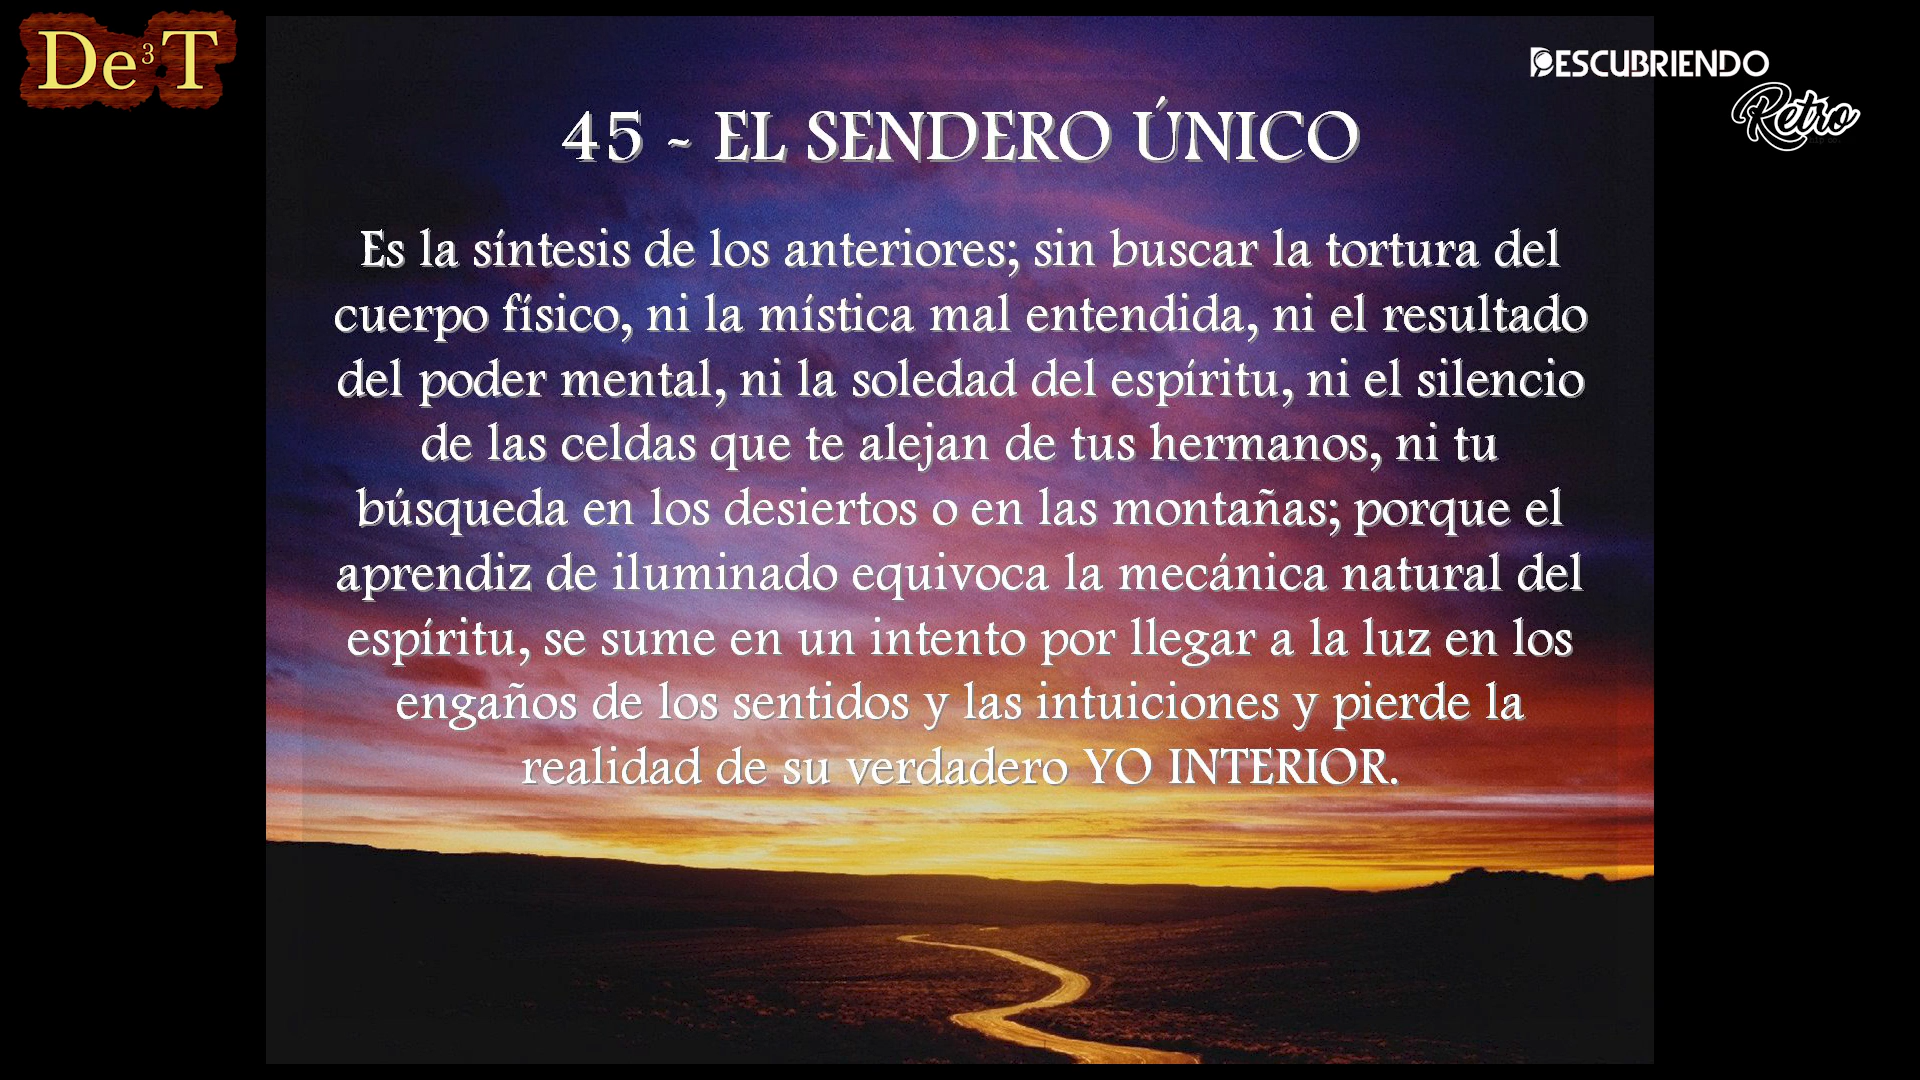 De³T
DESCUBRIENDO
Retro
45 - EL SENDERO ÚNICO
Es la síntesis de los anteriores; sin buscar la tortura del
cuerpo físico, ni la mística mal entendida, ni el resultado
del poder mental, ni la soledad del espíritu, ni el silencio
de las celdas que te alejan de tus hermanos, ni tu
búsqueda en los desiertos o en las montañas; porque el
aprendiz de iluminado equivoca la mecánica natural del
espíritu, se sume en un intento por llegar a la luz en los
engaños de los sentidos y las intuiciones y pierde la
realidad de su verdadero YO INTERIOR.